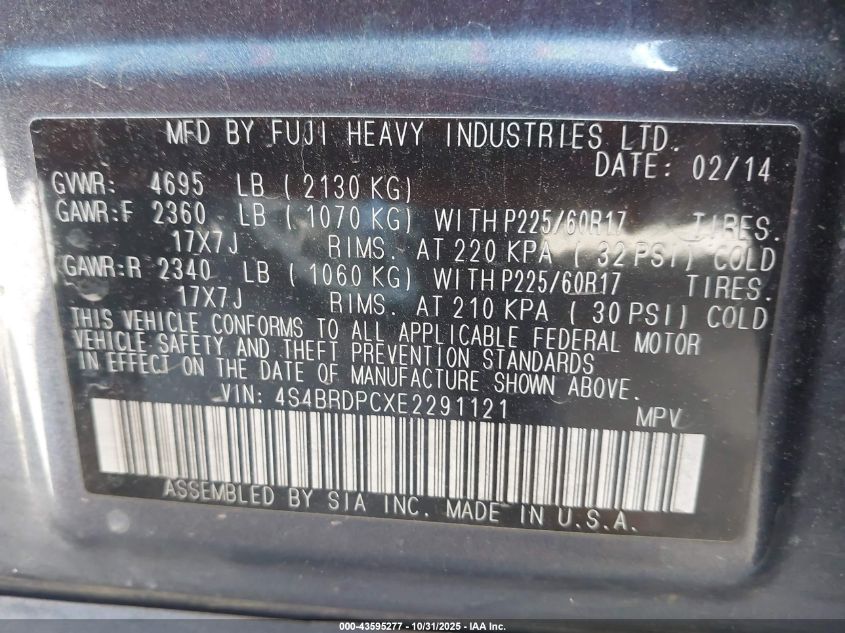 MFD BY FUJI HEAVY INDUSTRIES LTD.
DATE: 02/14
GVWR: 4695 LB ( 2130 KG)
GAWR:F 2360 LB ( 1070 KG) WITH P225/60R17 TIRES.
17X7J RIMS. AT 220 KPA ( 32 PSI) COLD
GAWR:R 2340 LB ( 1060 KG) WITH P225/60R17 TIRES.
17X7J RIMS. AT 210 KPA ( 30 PSI) COLD
THIS VEHICLE CONFORMS TO ALL APPLICABLE FEDERAL MOTOR
VEHICLE SAFETY AND THEFT PREVENTION STANDARDS
IN EFFECT ON THE DATE OF MANUFACTURE SHOWN ABOVE.
VIN: 4S4BRDPCXE2291121 MPV
ASSEMBLED BY SIA INC. MADE IN U.S.A.
000-43595277 - 10/31/2025 - IAA Inc.